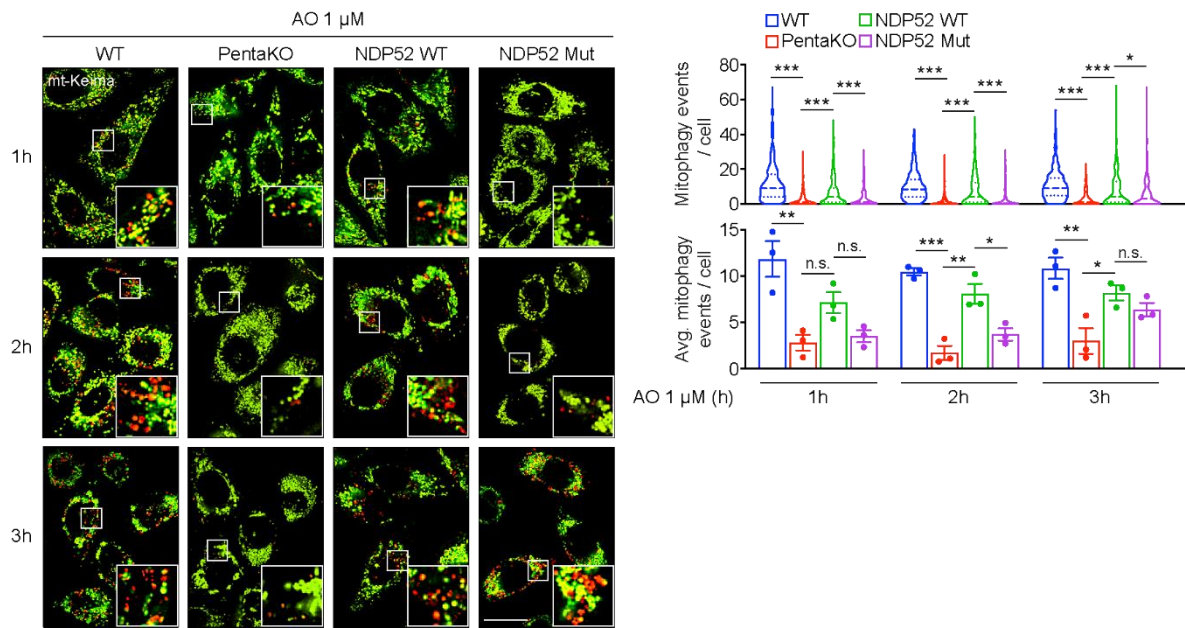 AO 1 µM
WT PentaKO NDP52 WT NDP52 Mut
mt-Keima
1h
2h
3h
WT NDP52 WT
PentaKO NDP52 Mut
Mitophagy events
/ cell
80
60
40
20
0
*** *** *** *** *** *** *** *** *
Avg. mitophagy
events / cell
15
10
5
0
** n.s. n.s. *** ** * ** * n.s.
AO 1 µM (h) 1h 2h 3h